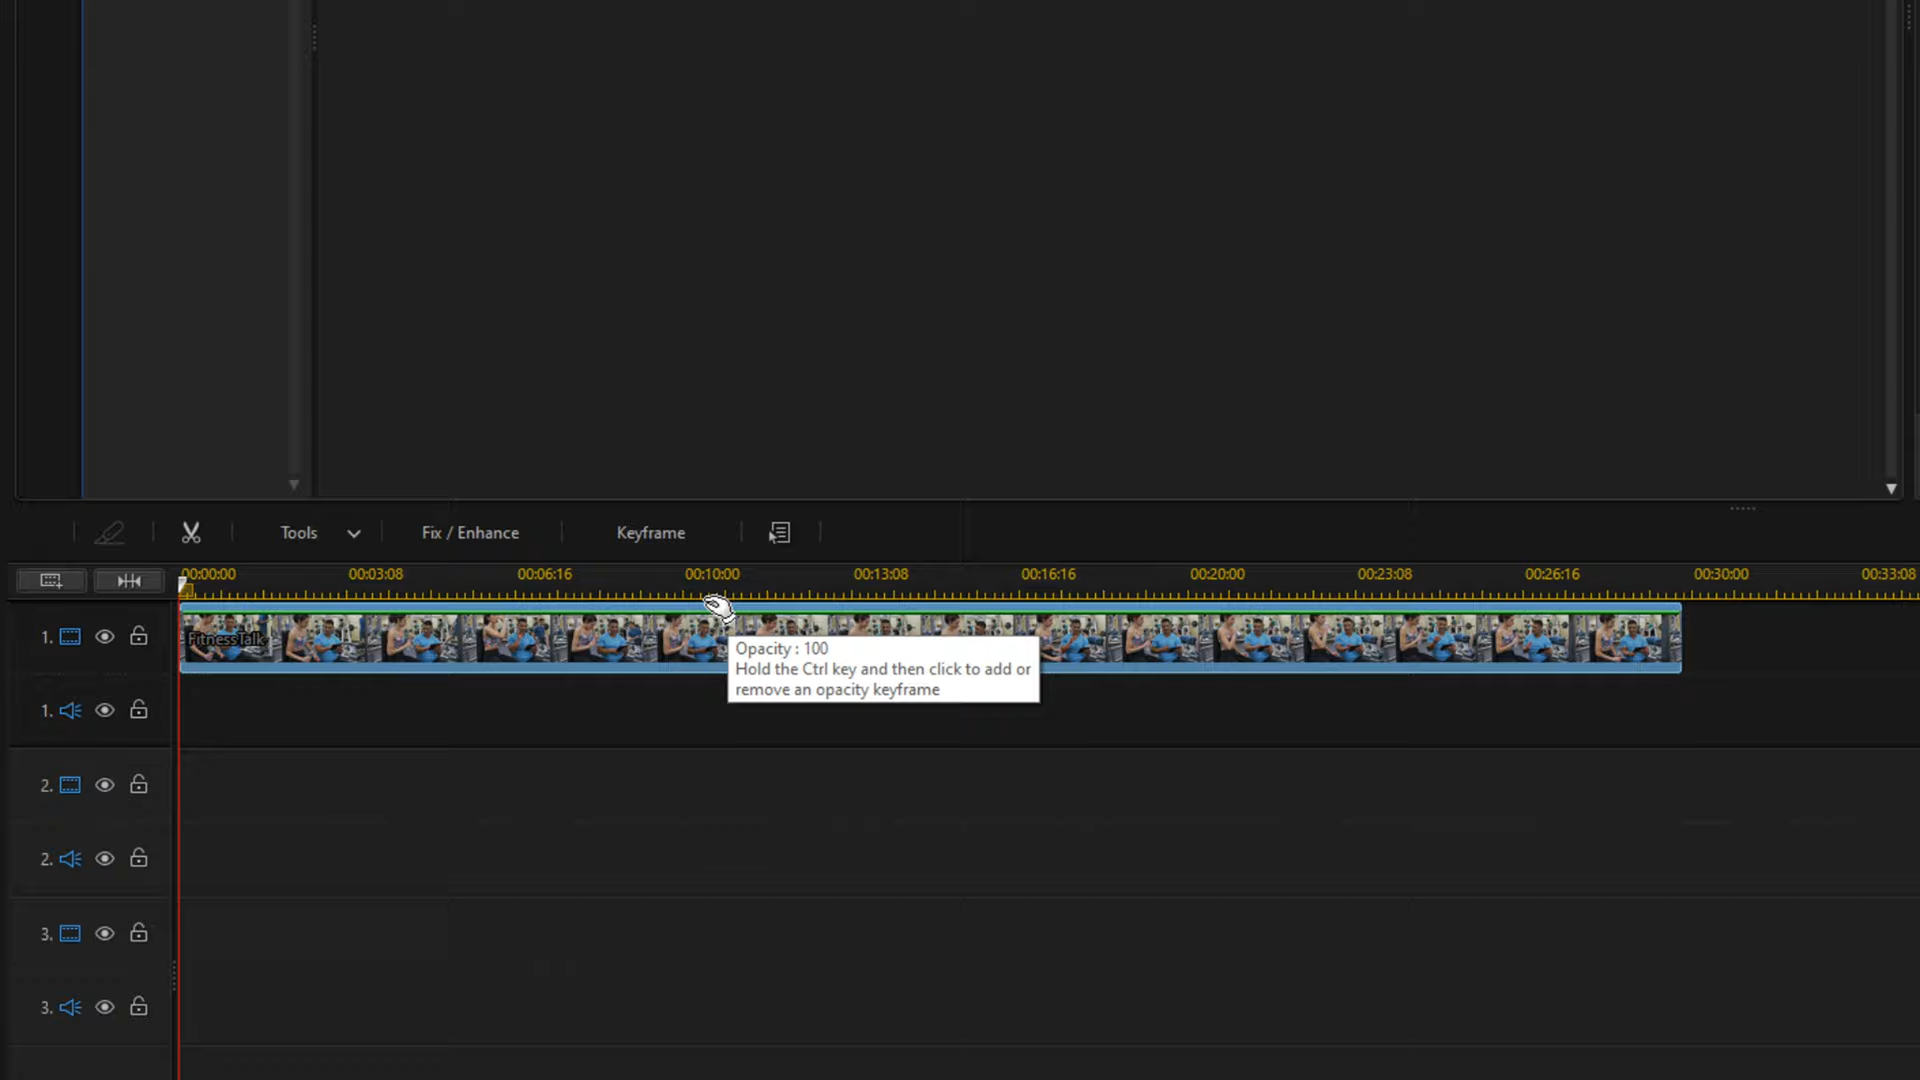 Tools
Fix / Enhance
Keyframe
00:00:00
00:03:08
00:06:16
00:10:00
00:13:08
00:16:16
00:20:00
00:23:08
00:26:16
00:30:00
00:33:08
1.
FitnessTalk
Opacity : 100
Hold the Ctrl key and then click to add or
remove an opacity keyframe
1.
2.
2.
3.
3.